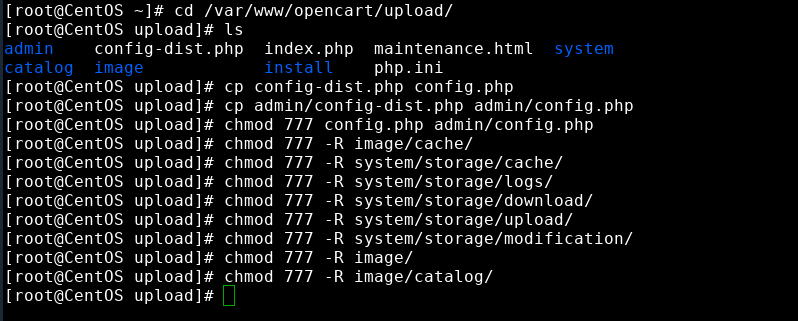 [root@CentOS ~]# cd /var/www/opencart/upload/
[root@CentOS upload]# ls
admin    config-dist.php  index.php  maintenance.html  system
catalog  image            install    php.ini
[root@CentOS upload]# cp config-dist.php config.php
[root@CentOS upload]# cp admin/config-dist.php admin/config.php
[root@CentOS upload]# chmod 777 config.php admin/config.php
[root@CentOS upload]# chmod 777 -R image/cache/
[root@CentOS upload]# chmod 777 -R system/storage/cache/
[root@CentOS upload]# chmod 777 -R system/storage/logs/
[root@CentOS upload]# chmod 777 -R system/storage/download/
[root@CentOS upload]# chmod 777 -R system/storage/upload/
[root@CentOS upload]# chmod 777 -R system/storage/modification/
[root@CentOS upload]# chmod 777 -R image/
[root@CentOS upload]# chmod 777 -R image/catalog/
[root@CentOS upload]#